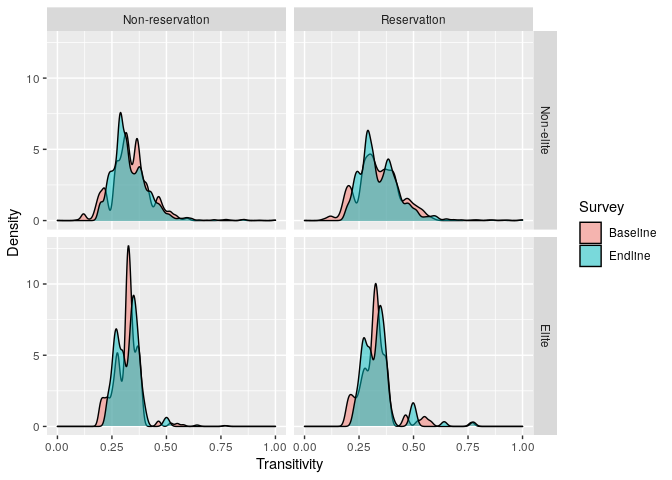 Non-reservation
Reservation
10
5
0
Non-elite
10
5
0
Elite
0.00
0.25
0.50
0.75
1.00
0.00
0.25
0.50
0.75
1.00
Transitivity
Density
Survey
Baseline
Endline